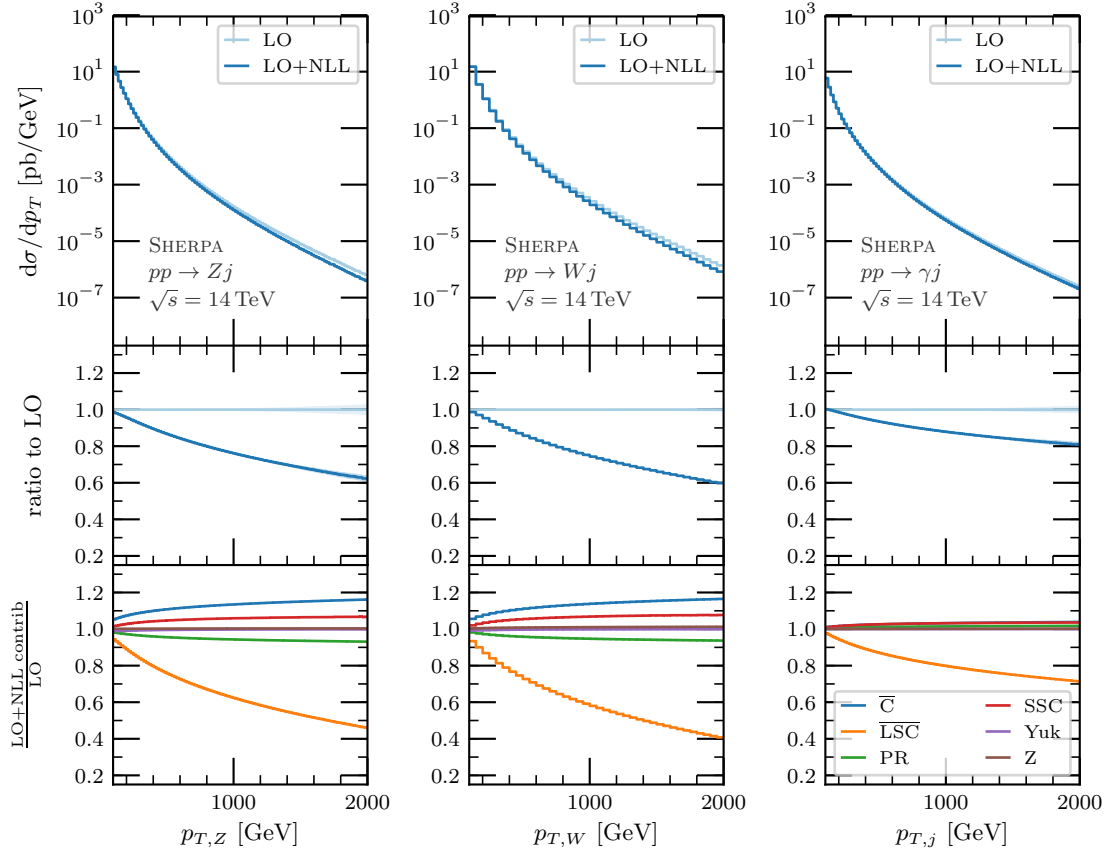 dσ/dp_T [pb/GeV]
10^3
10^1
10^−1
10^−3
10^−5
10^−7
LO
LO+NLL
SHERPA
pp → Zj
√s = 14 TeV
LO
LO+NLL
SHERPA
pp → Wj
√s = 14 TeV
LO
LO+NLL
SHERPA
pp → γj
√s = 14 TeV
ratio to LO
1.2
1.0
0.8
0.6
0.4
0.2
LO+NLL contrib
LO
1.2
1.0
0.8
0.6
0.4
0.2
C̅
L̅S̅C̅
PR
SSC
Yuk
Z
1000 2000
1000 2000
1000 2000
p_T,Z [GeV]
p_T,W [GeV]
p_T,j [GeV]